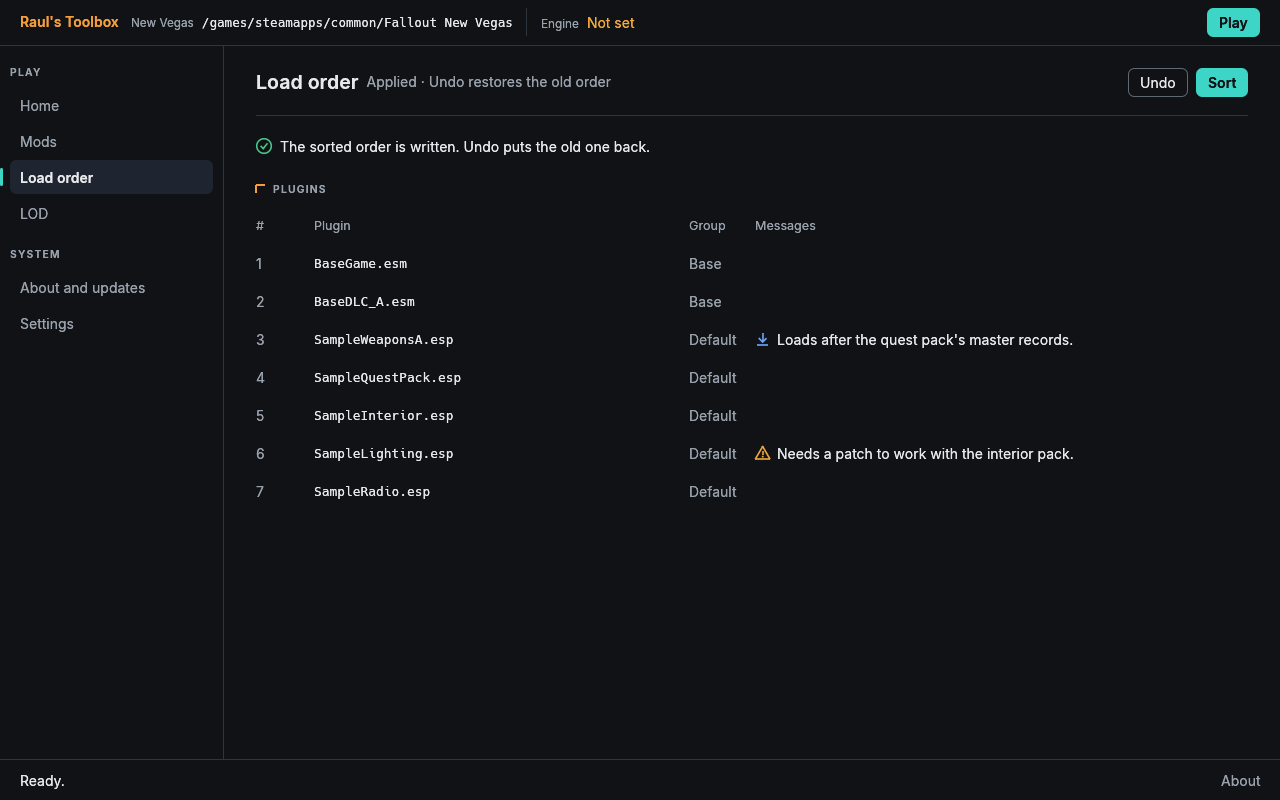 Raul's Toolbox New Vegas /games/steamapps/common/Fallout New Vegas Engine Not set Play
PLAY
Home
Mods
Load order
LOD
SYSTEM
About and updates
Settings
Load order Applied · Undo restores the old order Undo Sort
The sorted order is written. Undo puts the old one back.
PLUGINS
# Plugin Group Messages
1 BaseGame.esm Base
2 BaseDLC_A.esm Base
3 SampleWeaponsA.esp Default Loads after the quest pack's master records.
4 SampleQuestPack.esp Default
5 SampleInterior.esp Default
6 SampleLighting.esp Default Needs a patch to work with the interior pack.
7 SampleRadio.esp Default
Ready. About